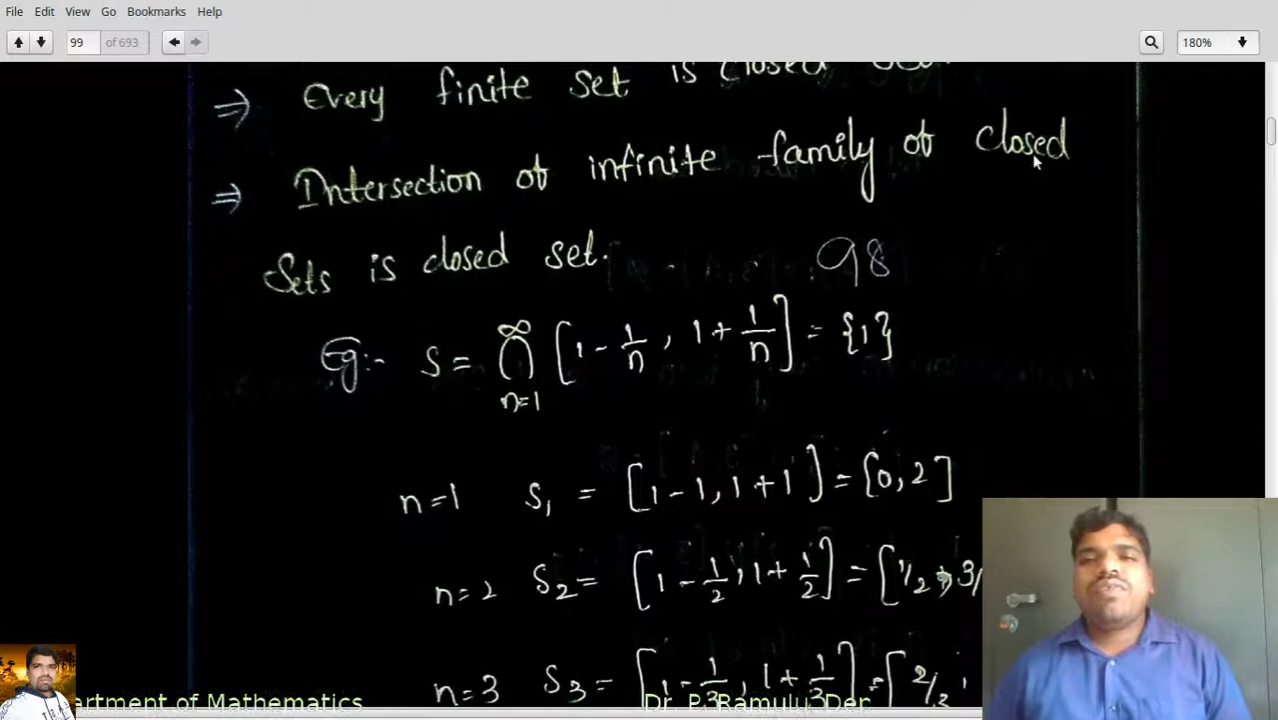 File Edit View Go Bookmarks Help
99 of 693 180%
⇒ Every finite set is closed set
⇒ Intersection of infinite family of closed
Sets is closed set.
98
Eg:- S = ∞ ∩ n=1 [1 - 1/n, 1 + 1/n] = {1}
n=1 S₁ = [1-1, 1+1] = [0, 2]
n=2 S₂ = [1 - 1/2, 1 + 1/2] = [1/2, 3/
n=3 S₃ = [1 - 1/3, 1 + 1/3] = [2/3,
artment of Mathematics Dr. P. Ramulu, Dep